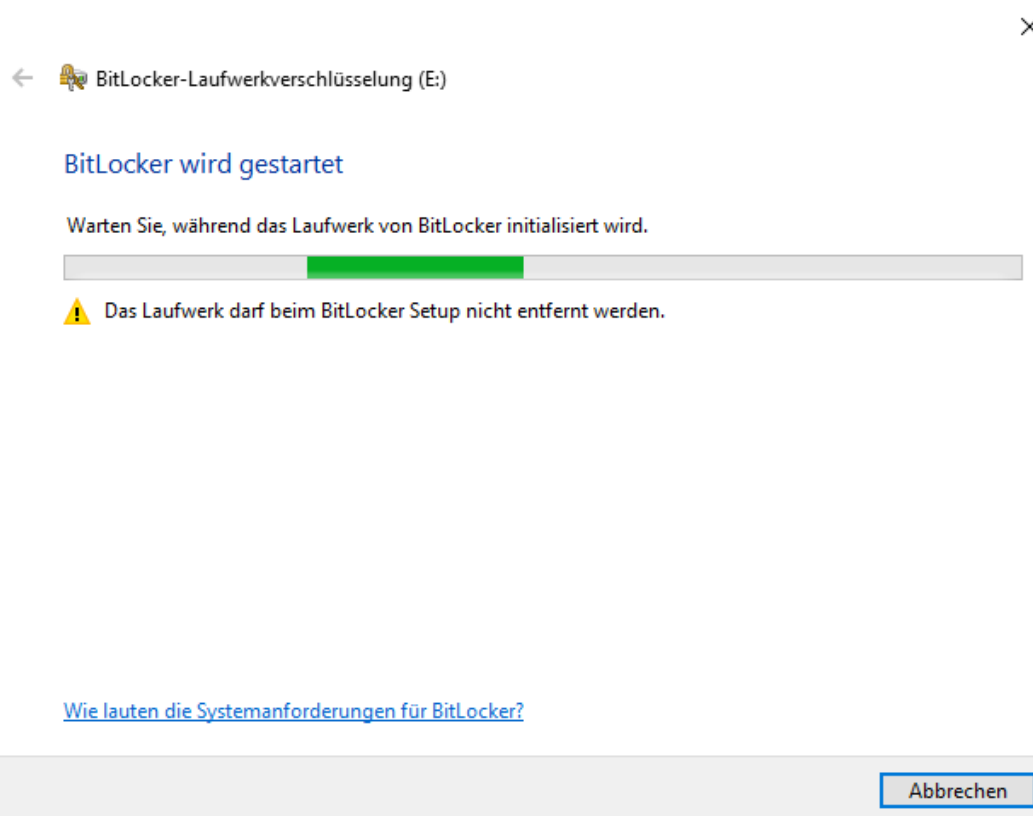 BitLocker-Laufwerkverschlüsselung (E:)
BitLocker wird gestartet
Warten Sie, während das Laufwerk von BitLocker initialisiert wird.
Das Laufwerk darf beim BitLocker Setup nicht entfernt werden.
Wie lauten die Systemanforderungen für BitLocker?
Abbrechen